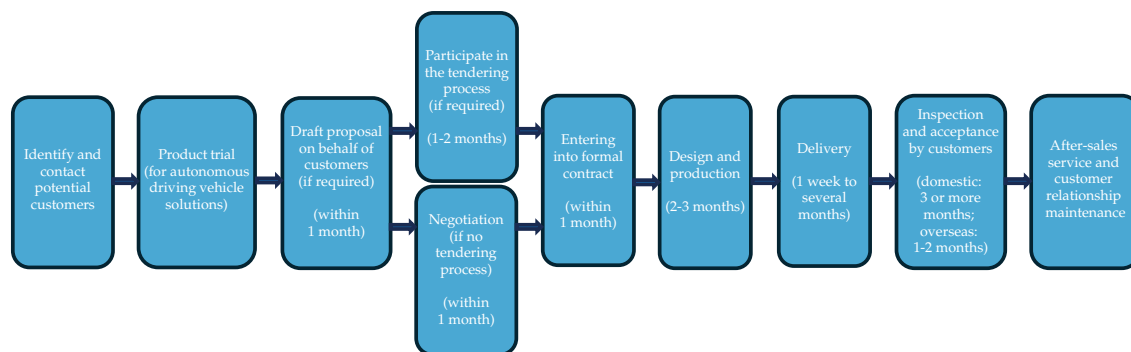 Identify and
contact
potential
customers
Product trial
(for autonomous
driving vehicle
solutions)
Draft proposal
on behalf of
customers
(if required)
(within
1 month)
Participate in
the tendering
process
(if required)
(1-2 months)
Negotiation
(if no
tendering
process)
(within
1 month)
Entering
into formal
contract
(within
1 month)
Design and
production
(2-3 months)
Delivery
(1 week to
several
months)
Inspection
and acceptance
by customers
(domestic:
3 or more
months;
overseas:
1-2 months)
After-sales
service and
customer
relationship
maintenance